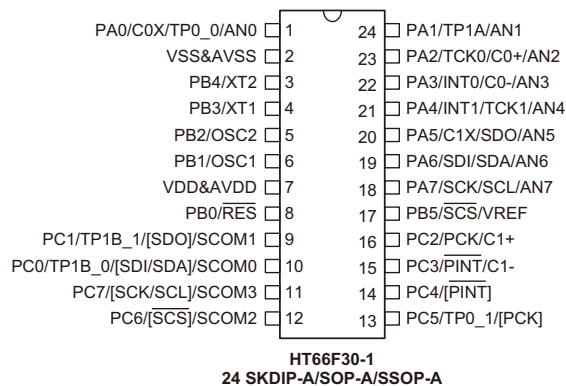 PA0/C0X/TP0_0/AN0 1 24 PA1/TP1A/AN1
VSS&AVSS 2 23 PA2/TCK0/C0+/AN2
PB4/XT2 3 22 PA3/INT0/C0-/AN3
PB3/XT1 4 21 PA4/INT1/TCK1/AN4
PB2/OSC2 5 20 PA5/C1X/SDO/AN5
PB1/OSC1 6 19 PA6/SDI/SDA/AN6
VDD&AVDD 7 18 PA7/SCK/SCL/AN7
PB0/RES 8 17 PB5/SCS/VREF
PC1/TP1B_1/[SDO]/SCOM1 9 16 PC2/PCK/C1+
PC0/TP1B_0/[SDI/SDA]/SCOM0 10 15 PC3/PINT/C1-
PC7/[SCK/SCL]/SCOM3 11 14 PC4/[PINT]
PC6/[SCS]/SCOM2 12 13 PC5/TP0_1/[PCK]
HT66F30-1
24 SKDIP-A/SOP-A/SSOP-A